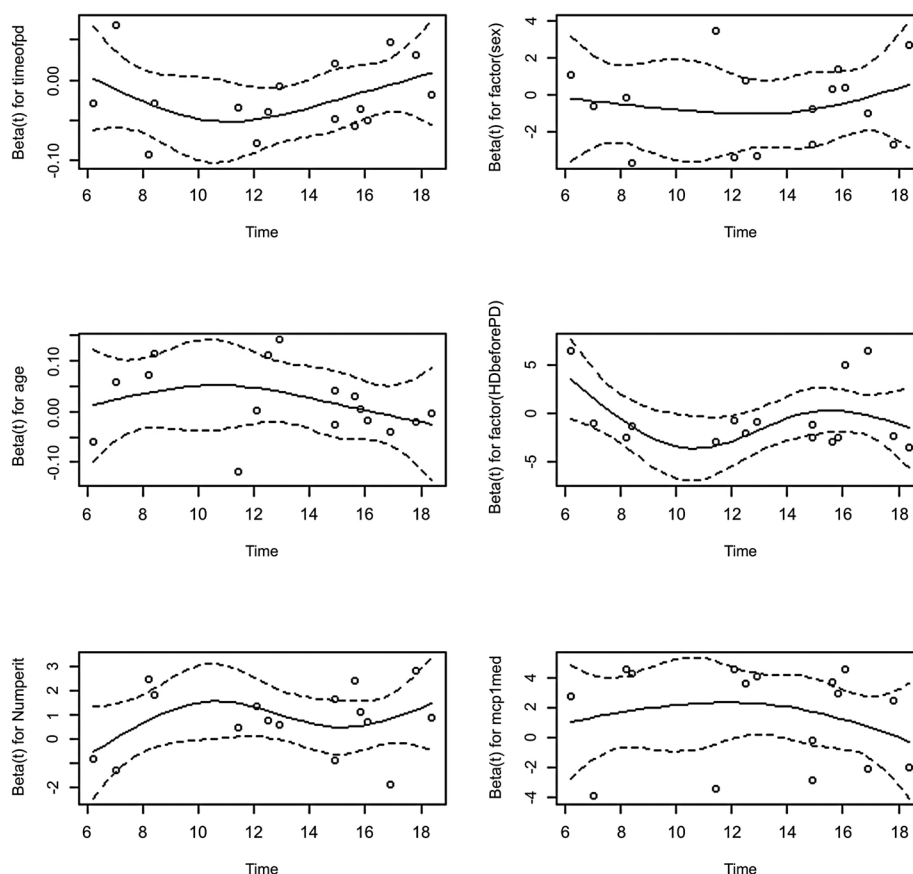 Beta(t) for timeofpd
0.00
-0.10
6 8 10 12 14 16 18
Time
Beta(t) for factor(sex)
4
2
0
-2
6 8 10 12 14 16 18
Time
Beta(t) for age
0.10
0.00
-0.10
6 8 10 12 14 16 18
Time
Beta(t) for factor(HDbeforePD)
5
0
-5
6 8 10 12 14 16 18
Time
Beta(t) for Numperit
3
2
1
0
-2
6 8 10 12 14 16 18
Time
Beta(t) for mcp1med
4
2
0
-4
6 8 10 12 14 16 18
Time